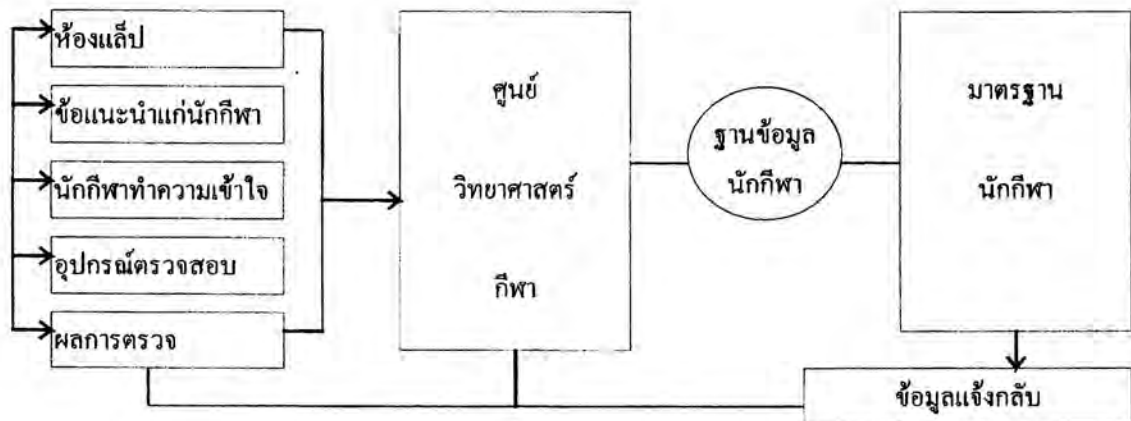 ห้องแล็ป
ข้อแนะนำแก่นักกีฬา
นักกีฬาทำความเข้าใจ
อุปกรณ์ตรวจสอบ
ผลการตรวจ
ศูนย์
วิทยาศาสตร์
กีฬา
ฐานข้อมูล
นักกีฬา
มาตรฐาน
นักกีฬา
ข้อมูลแจ้งกลับ